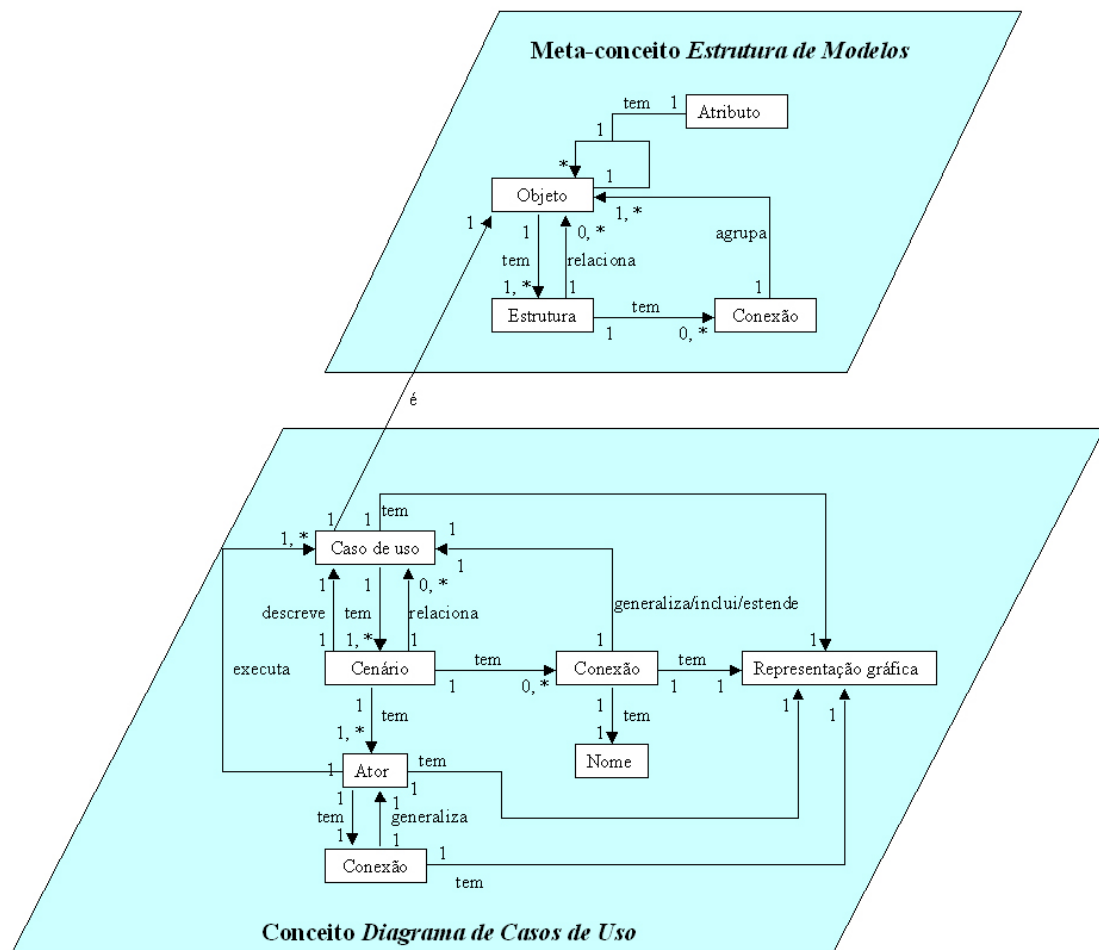 Meta-conceito Estrutura de Modelos
tem 1
Atributo
1
*
1
Objeto
1
1
0, *
1, *
agrupa
tem
relaciona
1, *
1
1
Estrutura
tem
Conexão
1
0, *
é
1
1
tem
1
1, *
Caso de uso
1
1
1
0, *
descreve
tem
relaciona
generaliza/inclui/estende
1
1, *
1
1
1
executa
Cenário
tem
Conexão
tem
Representação gráfica
1
0, *
1
1
1
tem
1
tem
1
1
1, *
1
Nome
Ator
1
tem
1
1
1
tem
generaliza
1
1
1
Conexão
tem
Conceito Diagrama de Casos de Uso